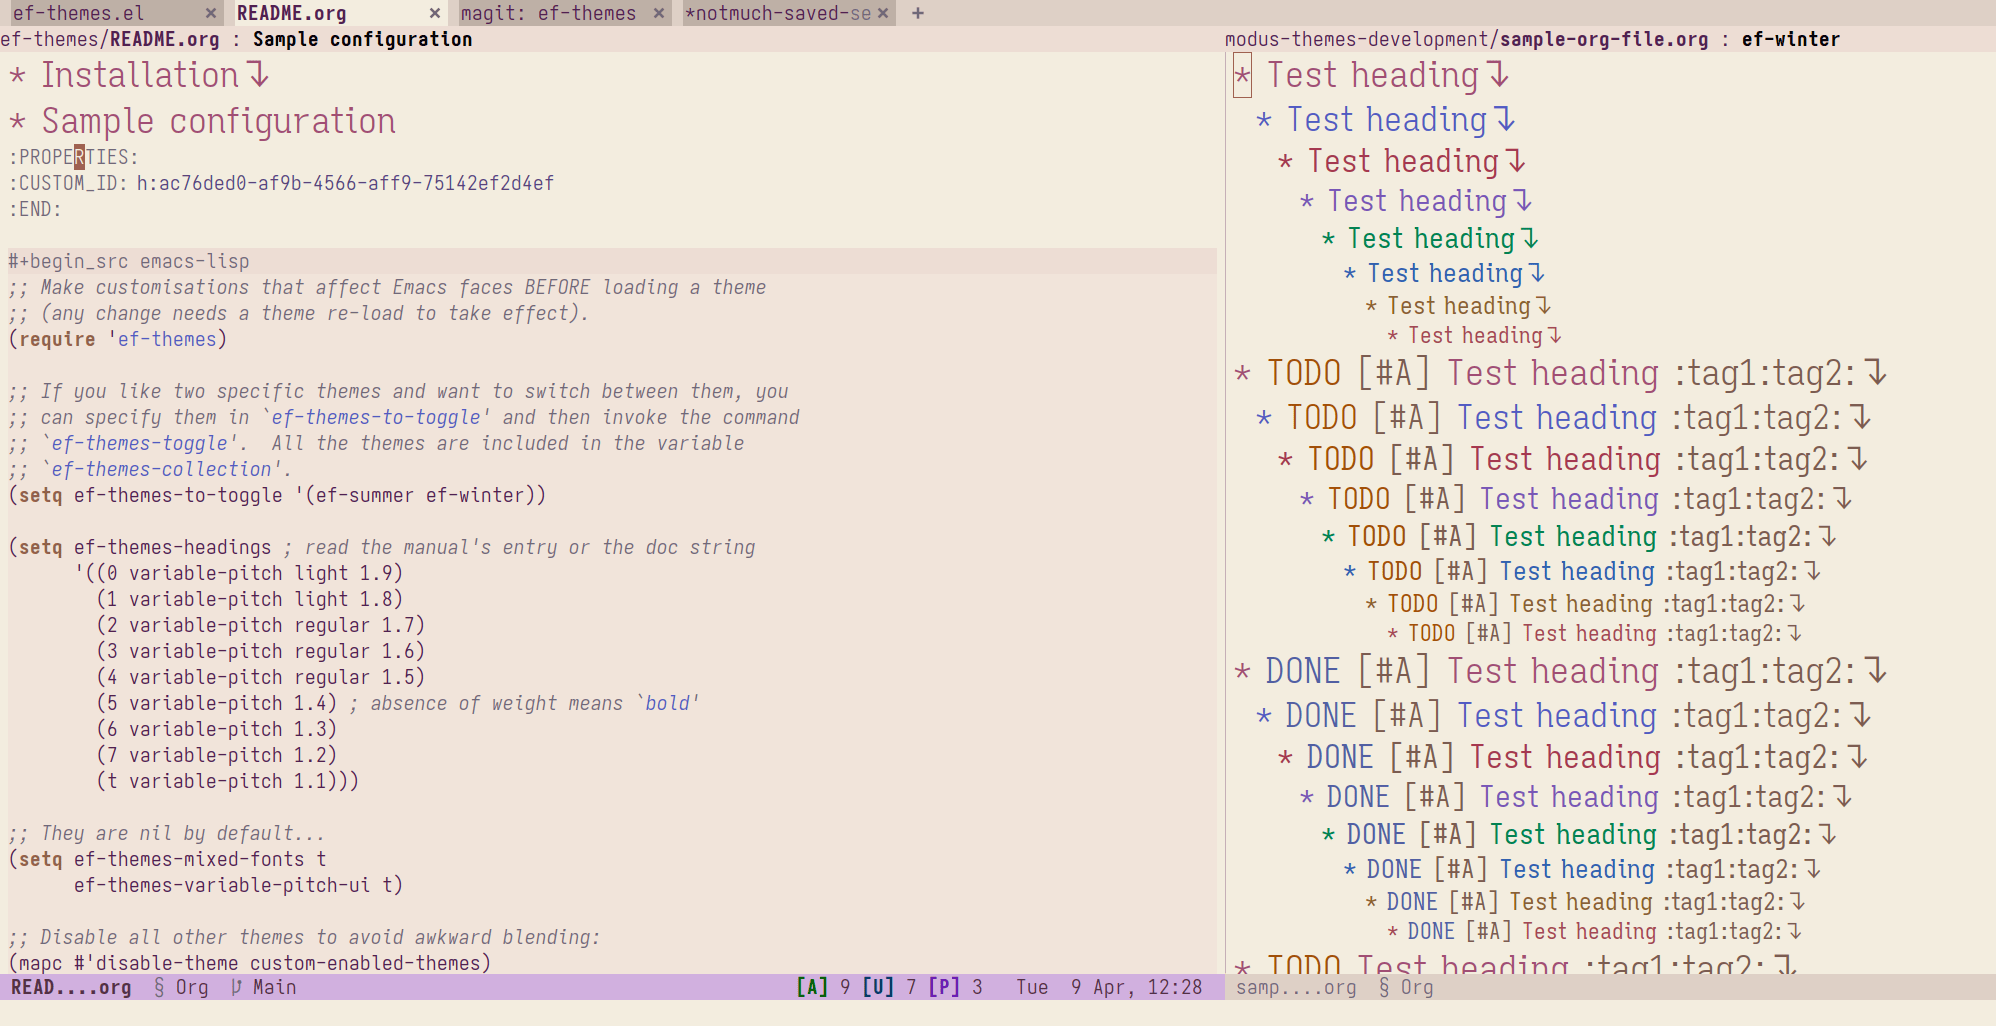 ef-themes.el × README.org × magit: ef-themes × *notmuch-saved-se × +
ef-themes/README.org : Sample configuration
* Installation↴
* Sample configuration
:PROPERTIES:
:CUSTOM_ID: h:ac76ded0-af9b-4566-aff9-75142ef2d4ef
:END:
#+begin_src emacs-lisp
;; Make customisations that affect Emacs faces BEFORE loading a theme
;; (any change needs a theme re-load to take effect).
(require 'ef-themes)
;; If you like two specific themes and want to switch between them, you
;; can specify them in `ef-themes-to-toggle' and then invoke the command
;; `ef-themes-toggle'.  All the themes are included in the variable
;; `ef-themes-collection'.
(setq ef-themes-to-toggle '(ef-summer ef-winter))
(setq ef-themes-headings ; read the manual's entry or the doc string
      '((0 variable-pitch light 1.9)
        (1 variable-pitch light 1.8)
        (2 variable-pitch regular 1.7)
        (3 variable-pitch regular 1.6)
        (4 variable-pitch regular 1.5)
        (5 variable-pitch 1.4) ; absence of weight means `bold'
        (6 variable-pitch 1.3)
        (7 variable-pitch 1.2)
        (t variable-pitch 1.1)))
;; They are nil by default...
(setq ef-themes-mixed-fonts t
      ef-themes-variable-pitch-ui t)
;; Disable all other themes to avoid awkward blending:
(mapc #'disable-theme custom-enabled-themes)
READ....org § Org Main [A] 9 [U] 7 [P] 3 Tue 9 Apr, 12:28
modus-themes-development/sample-org-file.org : ef-winter
* Test heading↴
* Test heading↴
* Test heading↴
* Test heading↴
* Test heading↴
* Test heading↴
* Test heading↴
* Test heading↴
* TODO [#A] Test heading :tag1:tag2:↴
* TODO [#A] Test heading :tag1:tag2:↴
* TODO [#A] Test heading :tag1:tag2:↴
* TODO [#A] Test heading :tag1:tag2:↴
* TODO [#A] Test heading :tag1:tag2:↴
* TODO [#A] Test heading :tag1:tag2:↴
* TODO [#A] Test heading :tag1:tag2:↴
* TODO [#A] Test heading :tag1:tag2:↴
* DONE [#A] Test heading :tag1:tag2:↴
* DONE [#A] Test heading :tag1:tag2:↴
* DONE [#A] Test heading :tag1:tag2:↴
* DONE [#A] Test heading :tag1:tag2:↴
* DONE [#A] Test heading :tag1:tag2:↴
* DONE [#A] Test heading :tag1:tag2:↴
* DONE [#A] Test heading :tag1:tag2:↴
* DONE [#A] Test heading :tag1:tag2:↴
* TODO Test heading :tag1:tag2:↴
samp....org § Org